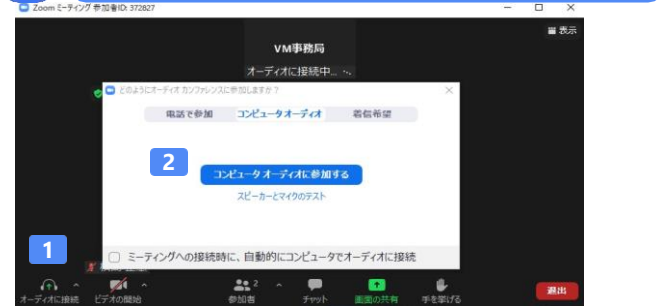 Zoom ミーティング 参加者ID: 372827
表示
VM事務局
オーディオに接続中...
どのようにオーディオ カンファレンスに参加しますか?
電話で参加 コンピュータ オーディオ 着信希望
2
コンピュータ オーディオに参加する
スピーカーとマイクのテスト
1
ミーティングへの接続時に、自動的にコンピュータでオーディオに接続
オーディオに接続 ビデオの開始 参加者 2 チャット 画面の共有 手を挙げる 退出